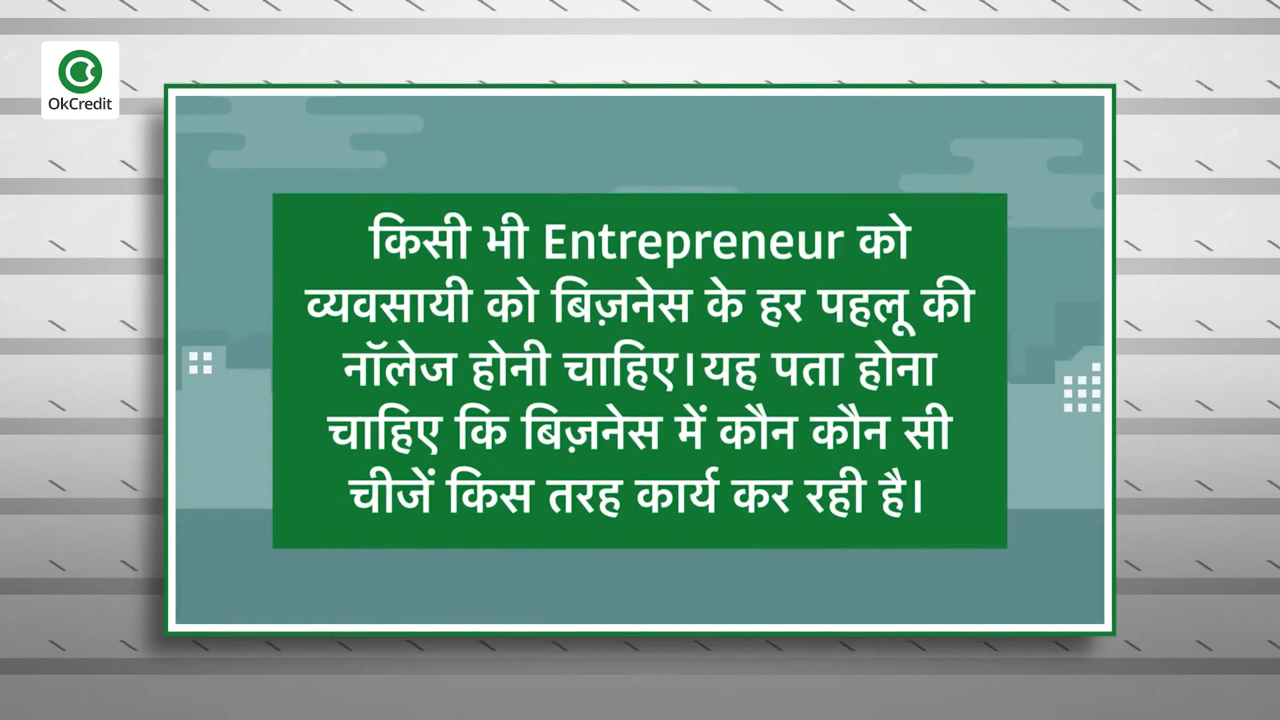 OkCredit
किसी भी Entrepreneur को
व्यवसायी को बिज़नेस के हर पहलू की
नॉलेज होनी चाहिए।यह पता होना
चाहिए कि बिज़नेस में कौन कौन सी
चीजें किस तरह कार्य कर रही है।